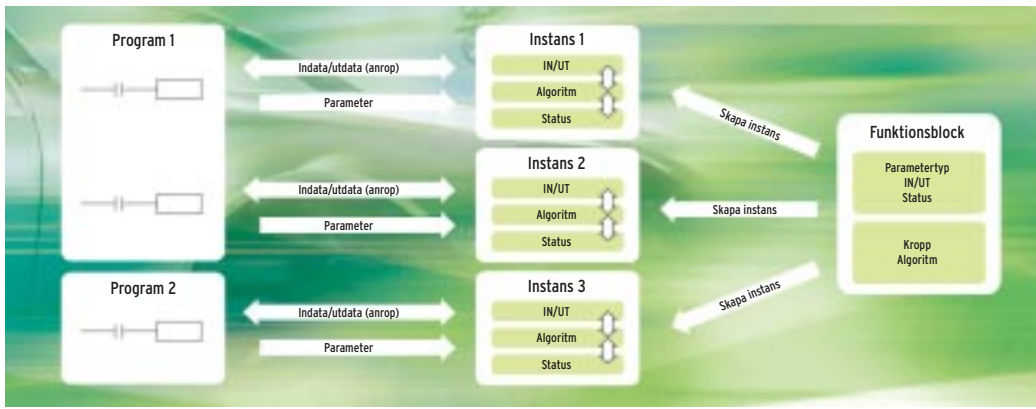 Program 1
Indata/utdata (anrop)
Parameter
Instans 1
IN/UT
Algoritm
Status
Skapa instans
Indata/utdata (anrop)
Parameter
Instans 2
IN/UT
Algoritm
Status
Skapa instans
Funktionsblock
Parametertyp
IN/UT
Status
Kropp
Algoritm
Program 2
Indata/utdata (anrop)
Parameter
Instans 3
IN/UT
Algoritm
Status
Skapa instans